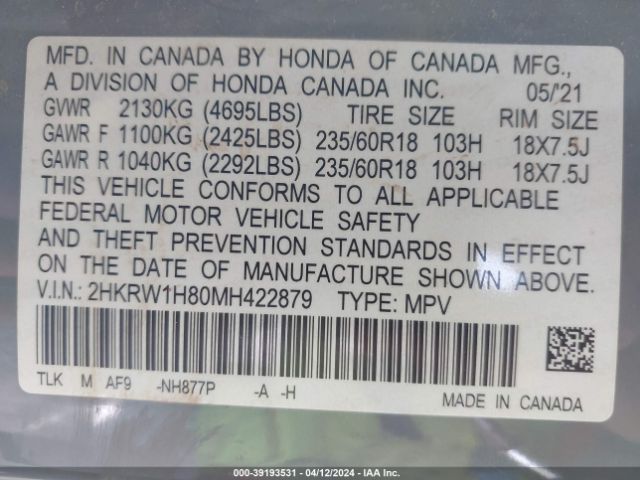 MFD. IN CANADA BY HONDA OF CANADA MFG.,
A DIVISION OF HONDA CANADA INC. 05/'21
GVWR 2130KG (4695LBS) TIRE SIZE RIM SIZE
GAWR F 1100KG (2425LBS) 235/60R18 103H 18X7.5J
GAWR R 1040KG (2292LBS) 235/60R18 103H 18X7.5J
THIS VEHICLE CONFORMS TO ALL APPLICABLE
FEDERAL MOTOR VEHICLE SAFETY
AND THEFT PREVENTION STANDARDS IN EFFECT
ON THE DATE OF MANUFACTURE SHOWN ABOVE.
V.I.N.: 2HKRW1H80MH422879 TYPE: MPV
TLK M AF9 -NH877P -A -H
MADE IN CANADA
000-39193531 - 04/12/2024 - IAA Inc.